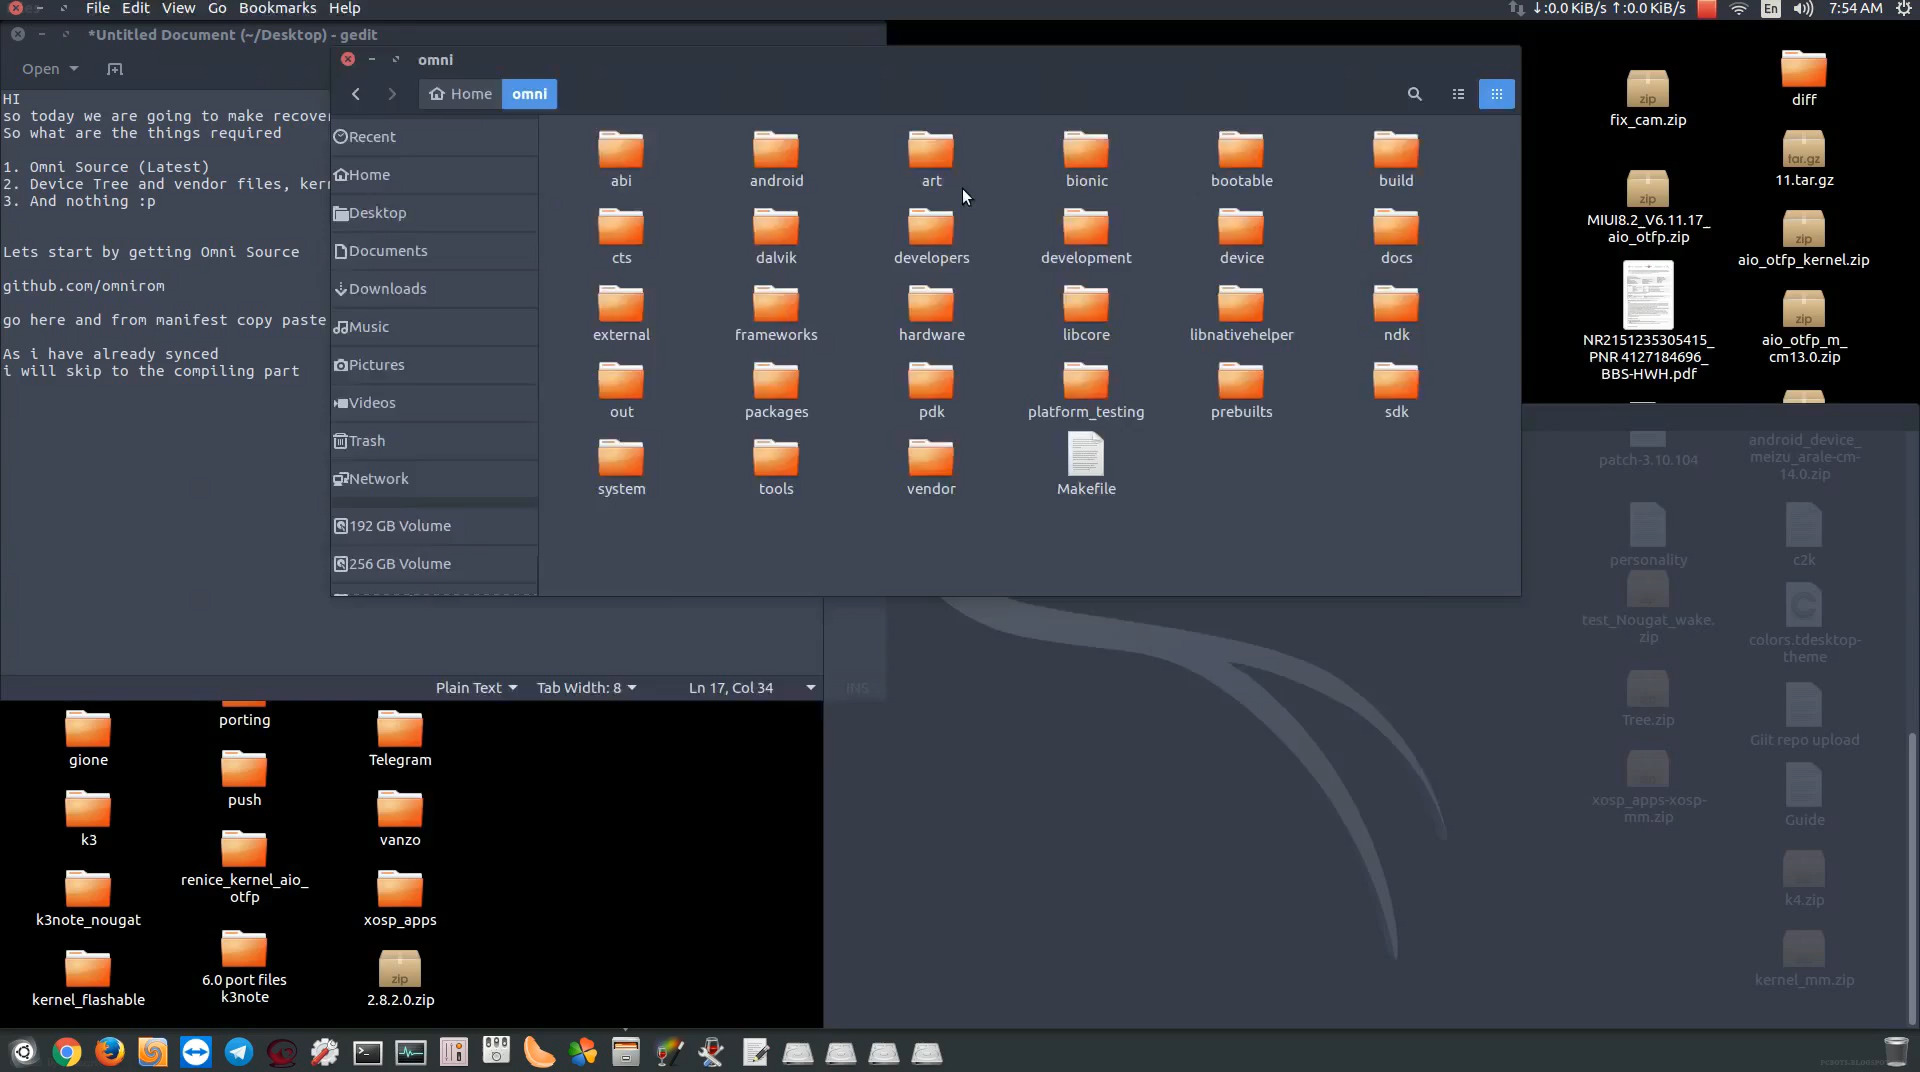 File Edit View Go Bookmarks Help
↓:0.0 KiB/s ↑:0.0 KiB/s En 7:54 AM
*Untitled Document (~/Desktop) - gedit
Open
HI
so today we are going to make recover
So what are the things required
1. Omni Source (Latest)
2. Device Tree and vendor files, kern
3. And nothing :p
Lets start by getting Omni Source
github.com/omnirom
go here and from manifest copy paste
As i have already synced
i will skip to the compiling part
Plain Text Tab Width: 8 Ln 17, Col 34 INS
omni
Home omni
Recent
Home
Desktop
Documents
Downloads
Music
Pictures
Videos
Trash
Network
192 GB Volume
256 GB Volume
abi android art bionic bootable build
cts dalvik developers development device docs
external frameworks hardware libcore libnativehelper ndk
out packages pdk platform_testing prebuilts sdk
system tools vendor Makefile
zip
fix_cam.zip
diff
zip
MIUI8.2_V6.11.17_
aio_otfp.zip
tar.gz
11.tar.gz
zip
aio_otfp_kernel.zip
NR2151235305415_
PNR 4127184696_
BBS-HWH.pdf
zip
aio_otfp_m_
cm13.0.zip
patch-3.10.104
android_device_
meizu_arale-cm-
14.0.zip
personality
c2k
test_Nougat_wake.
zip
colors.tdesktop-
theme
Tree.zip
Giit repo upload
xosp_apps-xosp-
mm.zip
Guide
k4.zip
kernel_mm.zip
gione
porting
Telegram
push
k3
vanzo
renice_kernel_aio_
otfp
k3note_nougat
xosp_apps
kernel_flashable
6.0 port files
k3note
zip
2.8.2.0.zip